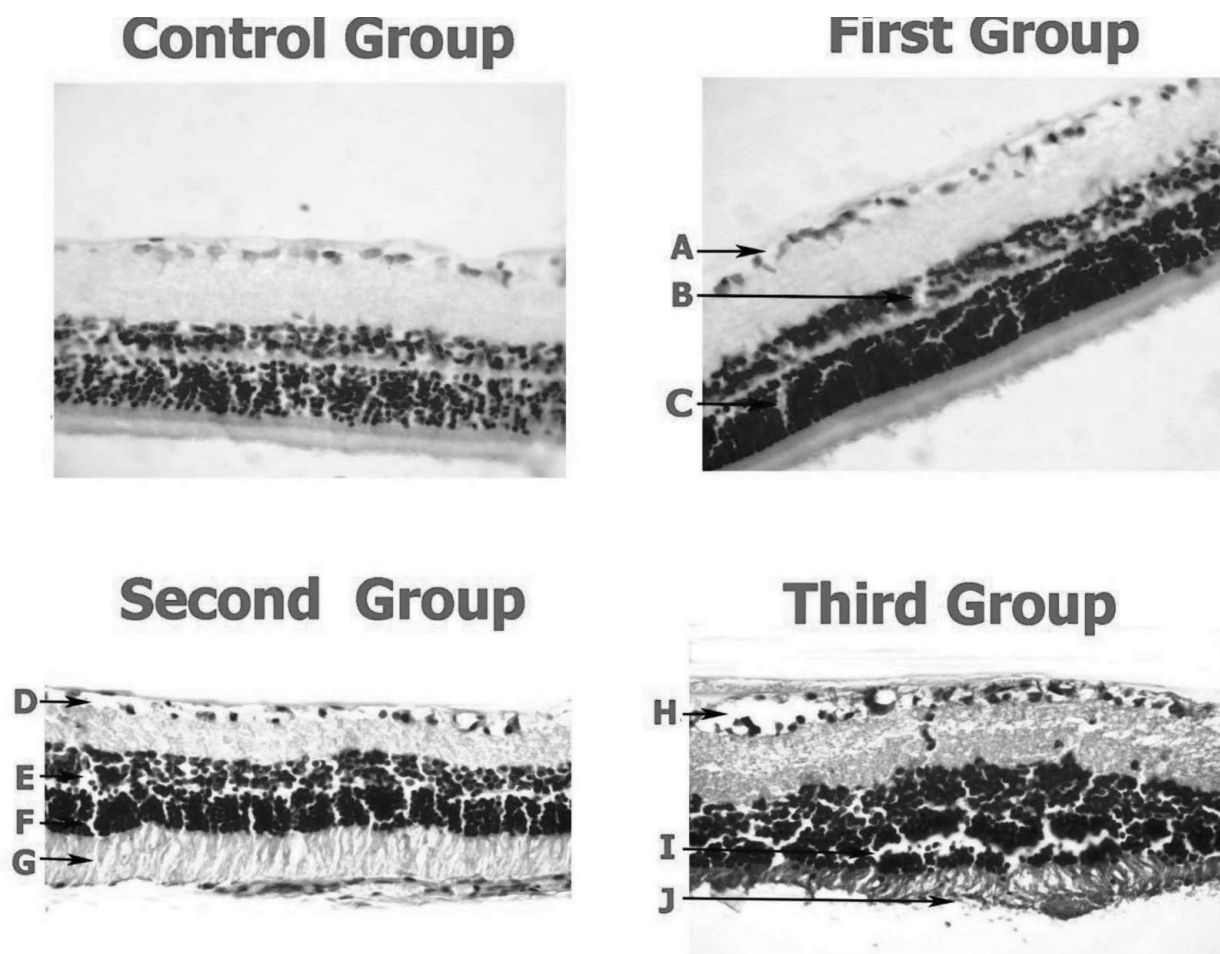 Control Group
First Group
A
B
C
Second Group
Third Group
D
E
F
G
H
I
J